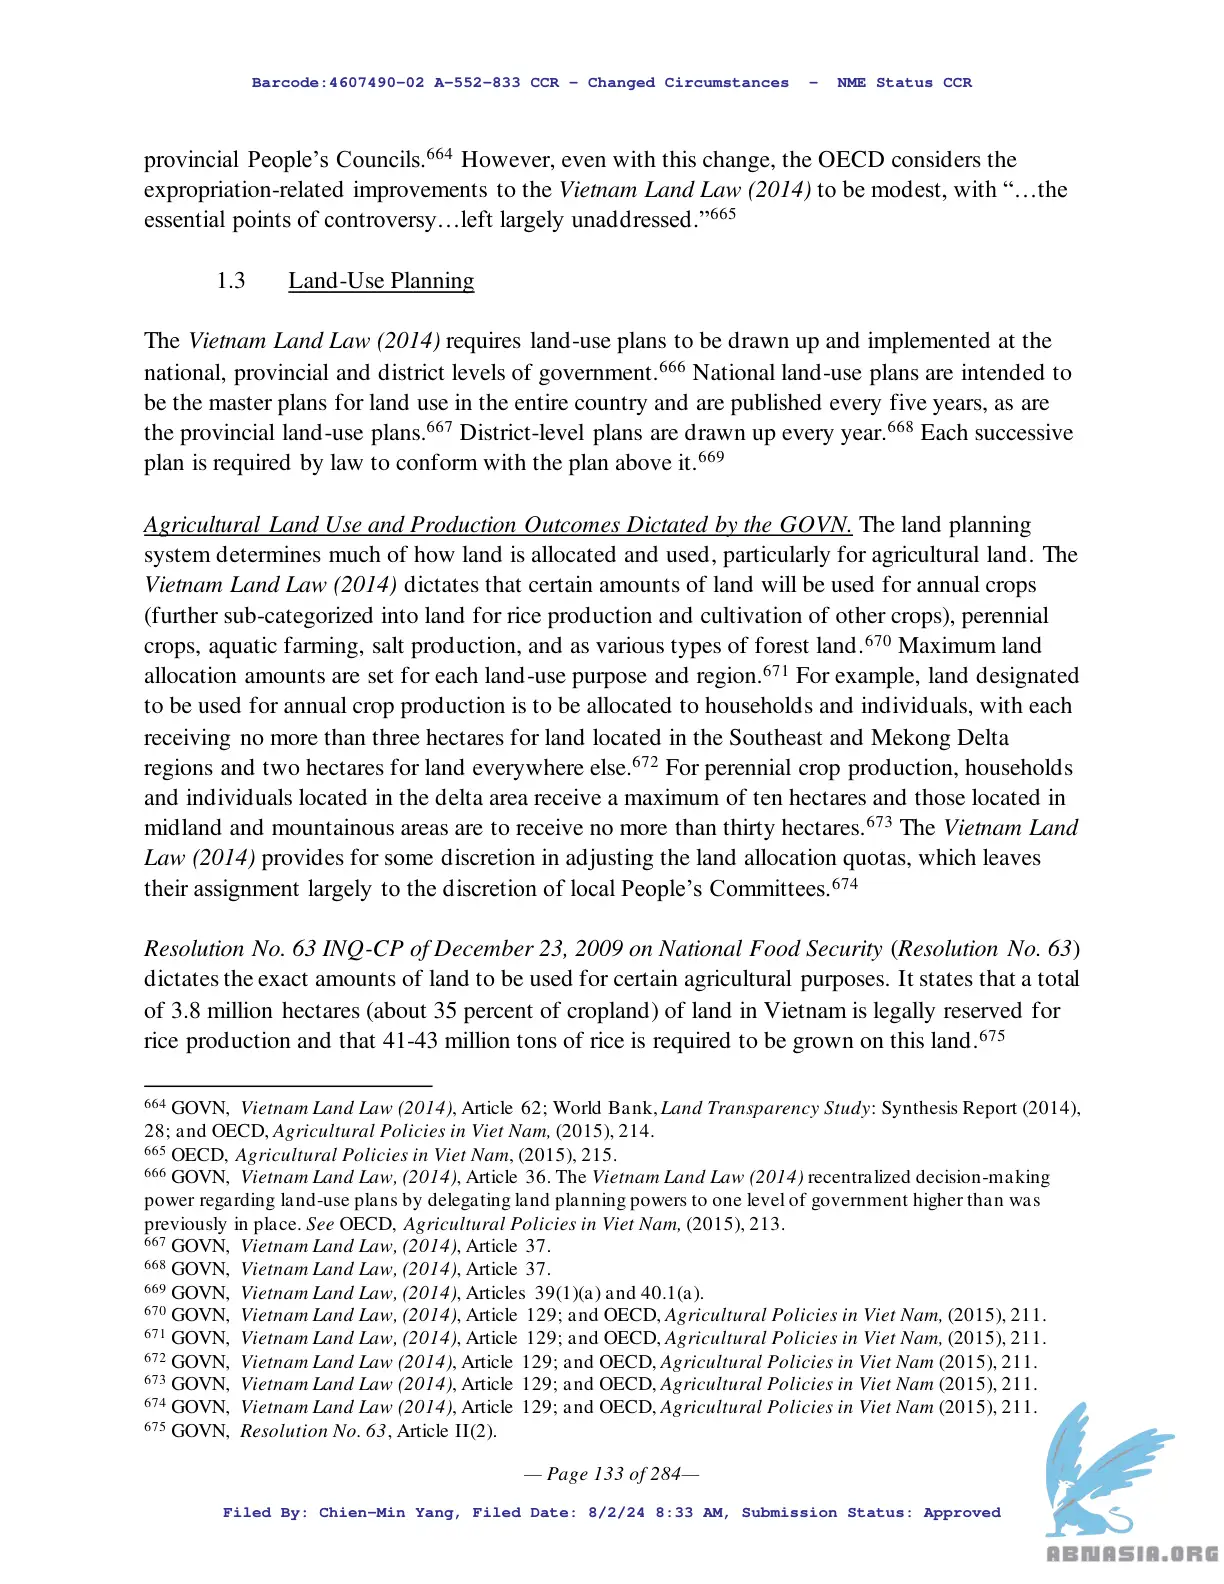 Barcode:4607490-02 A-552-833 CCR - Changed Circumstances - NME Status CCR
provincial People’s Councils.664 However, even with this change, the OECD considers the
expropriation-related improvements to the Vietnam Land Law (2014) to be modest, with “…the
essential points of controversy…left largely unaddressed.”665
1.3 Land-Use Planning
The Vietnam Land Law (2014) requires land-use plans to be drawn up and implemented at the
national, provincial and district levels of government.666 National land-use plans are intended to
be the master plans for land use in the entire country and are published every five years, as are
the provincial land-use plans.667 District-level plans are drawn up every year.668 Each successive
plan is required by law to conform with the plan above it.669
Agricultural Land Use and Production Outcomes Dictated by the GOVN. The land planning
system determines much of how land is allocated and used, particularly for agricultural land. The
Vietnam Land Law (2014) dictates that certain amounts of land will be used for annual crops
(further sub-categorized into land for rice production and cultivation of other crops), perennial
crops, aquatic farming, salt production, and as various types of forest land.670 Maximum land
allocation amounts are set for each land-use purpose and region.671 For example, land designated
to be used for annual crop production is to be allocated to households and individuals, with each
receiving no more than three hectares for land located in the Southeast and Mekong Delta
regions and two hectares for land everywhere else.672 For perennial crop production, households
and individuals located in the delta area receive a maximum of ten hectares and those located in
midland and mountainous areas are to receive no more than thirty hectares.673 The Vietnam Land
Law (2014) provides for some discretion in adjusting the land allocation quotas, which leaves
their assignment largely to the discretion of local People’s Committees.674
Resolution No. 63 INQ-CP of December 23, 2009 on National Food Security (Resolution No. 63)
dictates the exact amounts of land to be used for certain agricultural purposes. It states that a total
of 3.8 million hectares (about 35 percent of cropland) of land in Vietnam is legally reserved for
rice production and that 41-43 million tons of rice is required to be grown on this land.675
664 GOVN, Vietnam Land Law (2014), Article 62; World Bank, Land Transparency Study: Synthesis Report (2014),
28; and OECD, Agricultural Policies in Viet Nam, (2015), 214.
665 OECD, Agricultural Policies in Viet Nam, (2015), 215.
666 GOVN, Vietnam Land Law, (2014), Article 36. The Vietnam Land Law (2014) recentralized decision-making
power regarding land-use plans by delegating land planning powers to one level of government higher than was
previously in place. See OECD, Agricultural Policies in Viet Nam, (2015), 213.
667 GOVN, Vietnam Land Law, (2014), Article 37.
668 GOVN, Vietnam Land Law, (2014), Article 37.
669 GOVN, Vietnam Land Law, (2014), Articles 39(1)(a) and 40.1(a).
670 GOVN, Vietnam Land Law, (2014), Article 129; and OECD, Agricultural Policies in Viet Nam, (2015), 211.
671 GOVN, Vietnam Land Law, (2014), Article 129; and OECD, Agricultural Policies in Viet Nam, (2015), 211.
672 GOVN, Vietnam Land Law (2014), Article 129; and OECD, Agricultural Policies in Viet Nam (2015), 211.
673 GOVN, Vietnam Land Law (2014), Article 129; and OECD, Agricultural Policies in Viet Nam (2015), 211.
674 GOVN, Vietnam Land Law (2014), Article 129; and OECD, Agricultural Policies in Viet Nam (2015), 211.
675 GOVN, Resolution No. 63, Article II(2).
— Page 133 of 284—
Filed By: Chien-Min Yang, Filed Date: 8/2/24 8:33 AM, Submission Status: Approved
ABNASIA.ORG